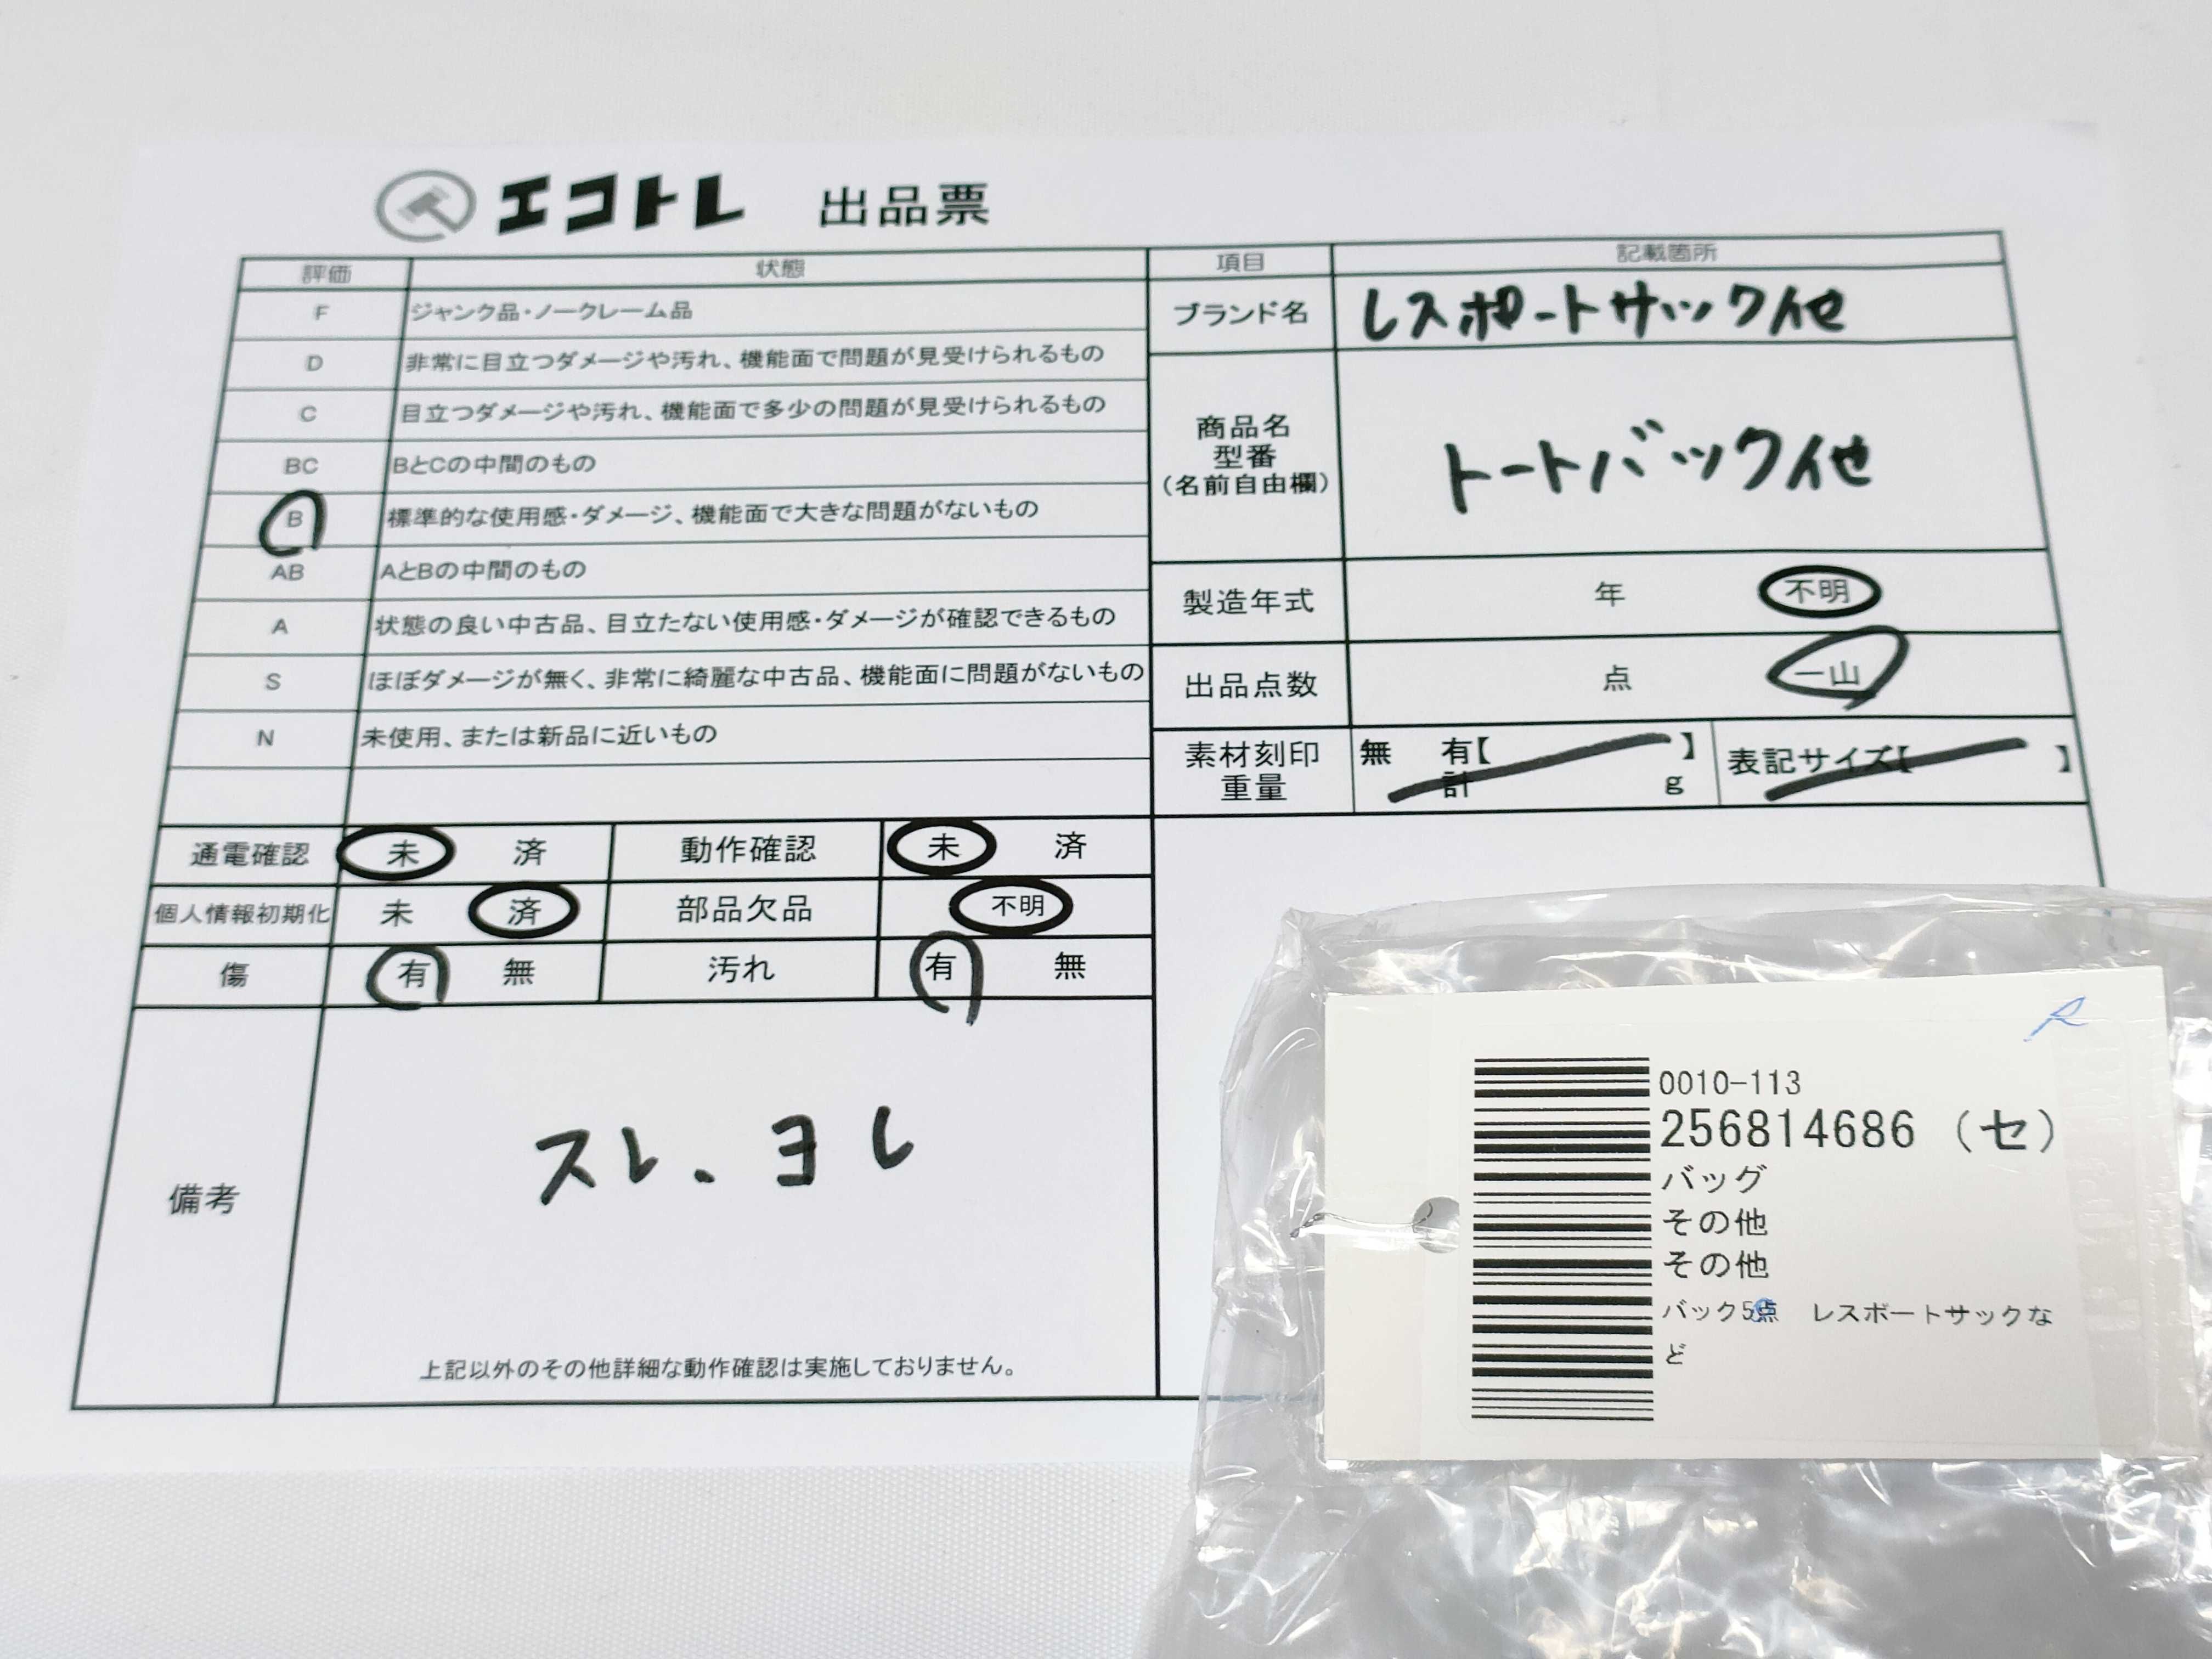 エコトレ 出品票
評価 状態 項目 記載箇所
F ジャンク品・ノークレーム品
D 非常に目立つダメージや汚れ、機能面で問題が見受けられるもの
C 目立つダメージや汚れ、機能面で多少の問題が見受けられるもの
BC BとCの中間のもの
B 標準的な使用感・ダメージ、機能面で大きな問題がないもの
AB AとBの中間のもの
A 状態の良い中古品、目立たない使用感・ダメージが確認できるもの
S ほぼダメージが無く、非常に綺麗な中古品、機能面に問題がないもの
N 未使用、または新品に近いもの
ブランド名 レスポートサック他
商品名
型番
(名前自由欄)
トートバック他
製造年式 年 不明
出品点数 点 一山
素材刻印 無 有【 】 表記サイズ【 】
重量 計 g
通電確認 未 済 動作確認 未 済
個人情報初期化 未 済 部品欠品 不明
傷 有 無 汚れ 有 無
備考
スレ、ヨレ
上記以外のその他詳細な動作確認は実施しておりません。
0010-113
256814686 (セ)
バッグ
その他
その他
バック5点 レスポートサックな
ど